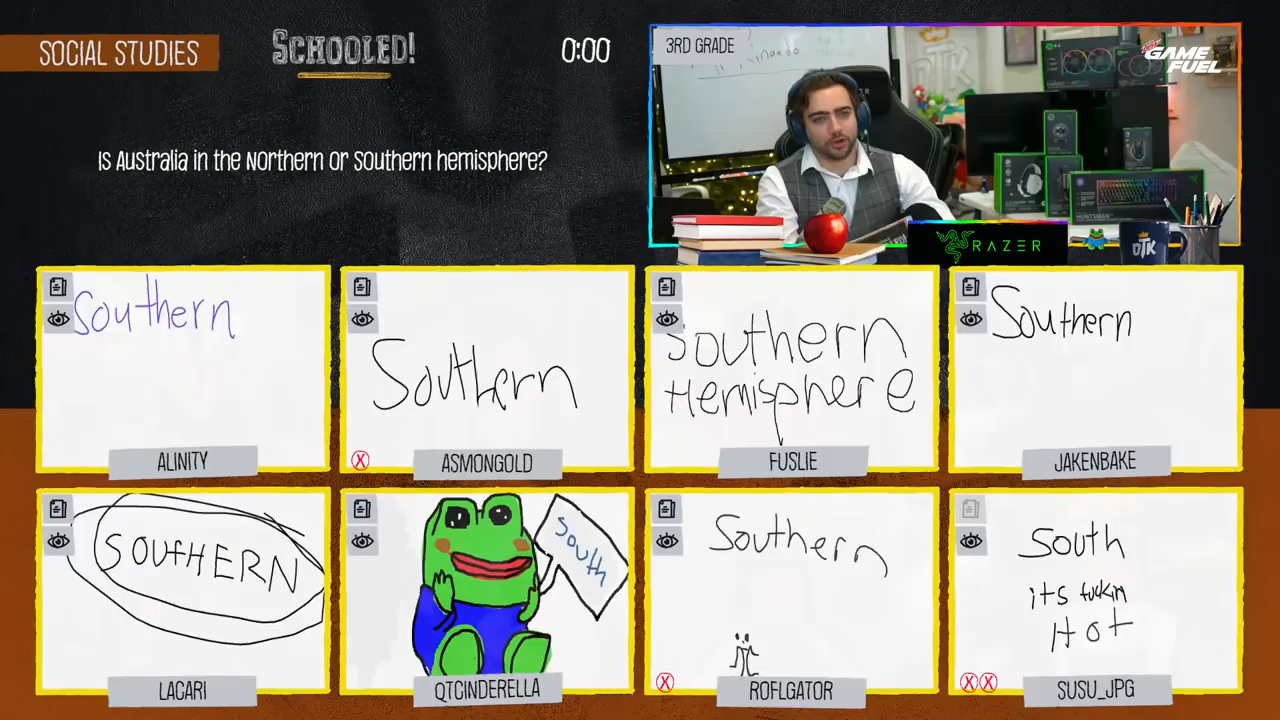 SOCIAL STUDIES
SCHOOLED!
0:00
3RD GRADE
GAME
FUEL
Is Australia in the Northern or Southern hemisphere?
HUNTSMAN
RAZER
DTK
Southern
ALINITY
Southern
X
ASMONGOLD
Southern
Hemisphere
FUSLIE
Southern
JAKENBAKE
SOUTHERN
LACARI
South
QTCINDERELLA
Southern
X
ROFLGATOR
South
its fuckin
Hot
X X
SUSU_JPG